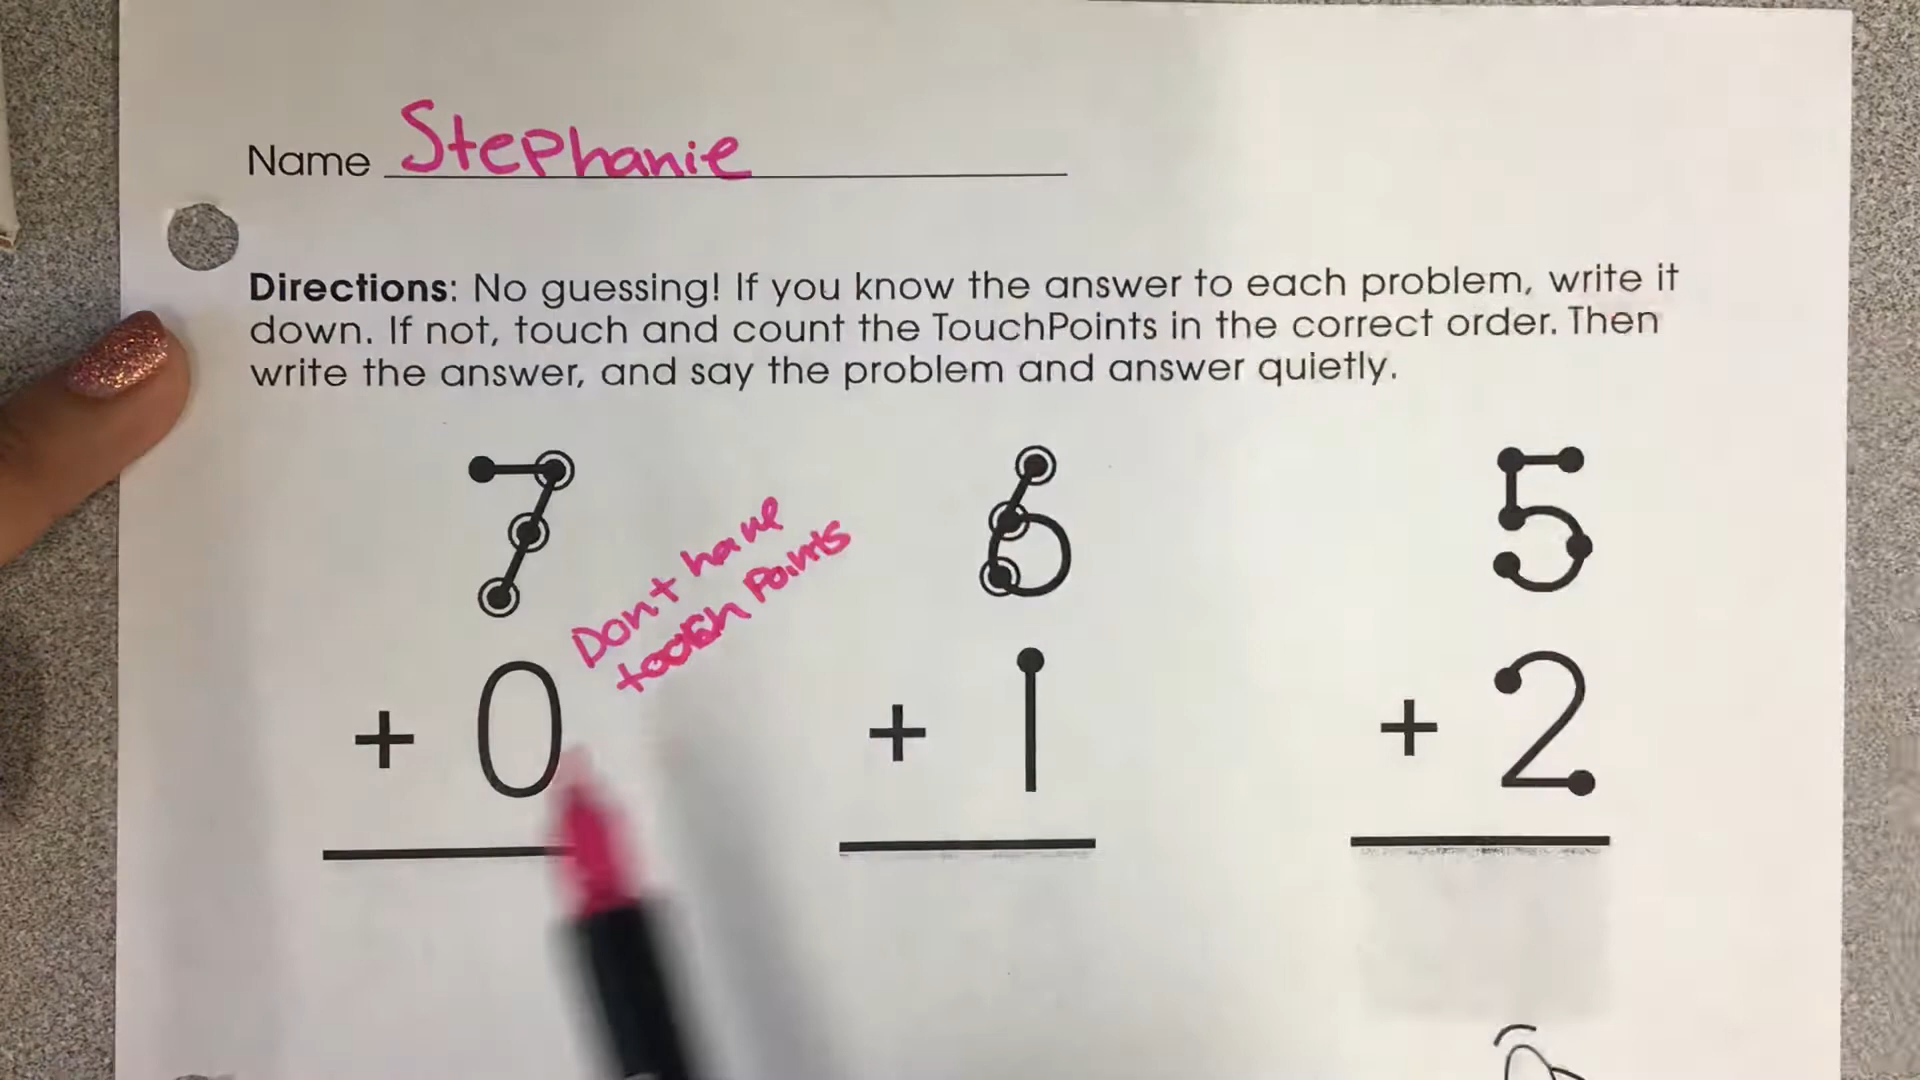 Name Stephanie
Directions: No guessing! If you know the answer to each problem, write it
down. If not, touch and count the TouchPoints in the correct order. Then
write the answer, and say the problem and answer quietly.
7 6 5
Don't have
touch Points
+ 0 + 1 + 2